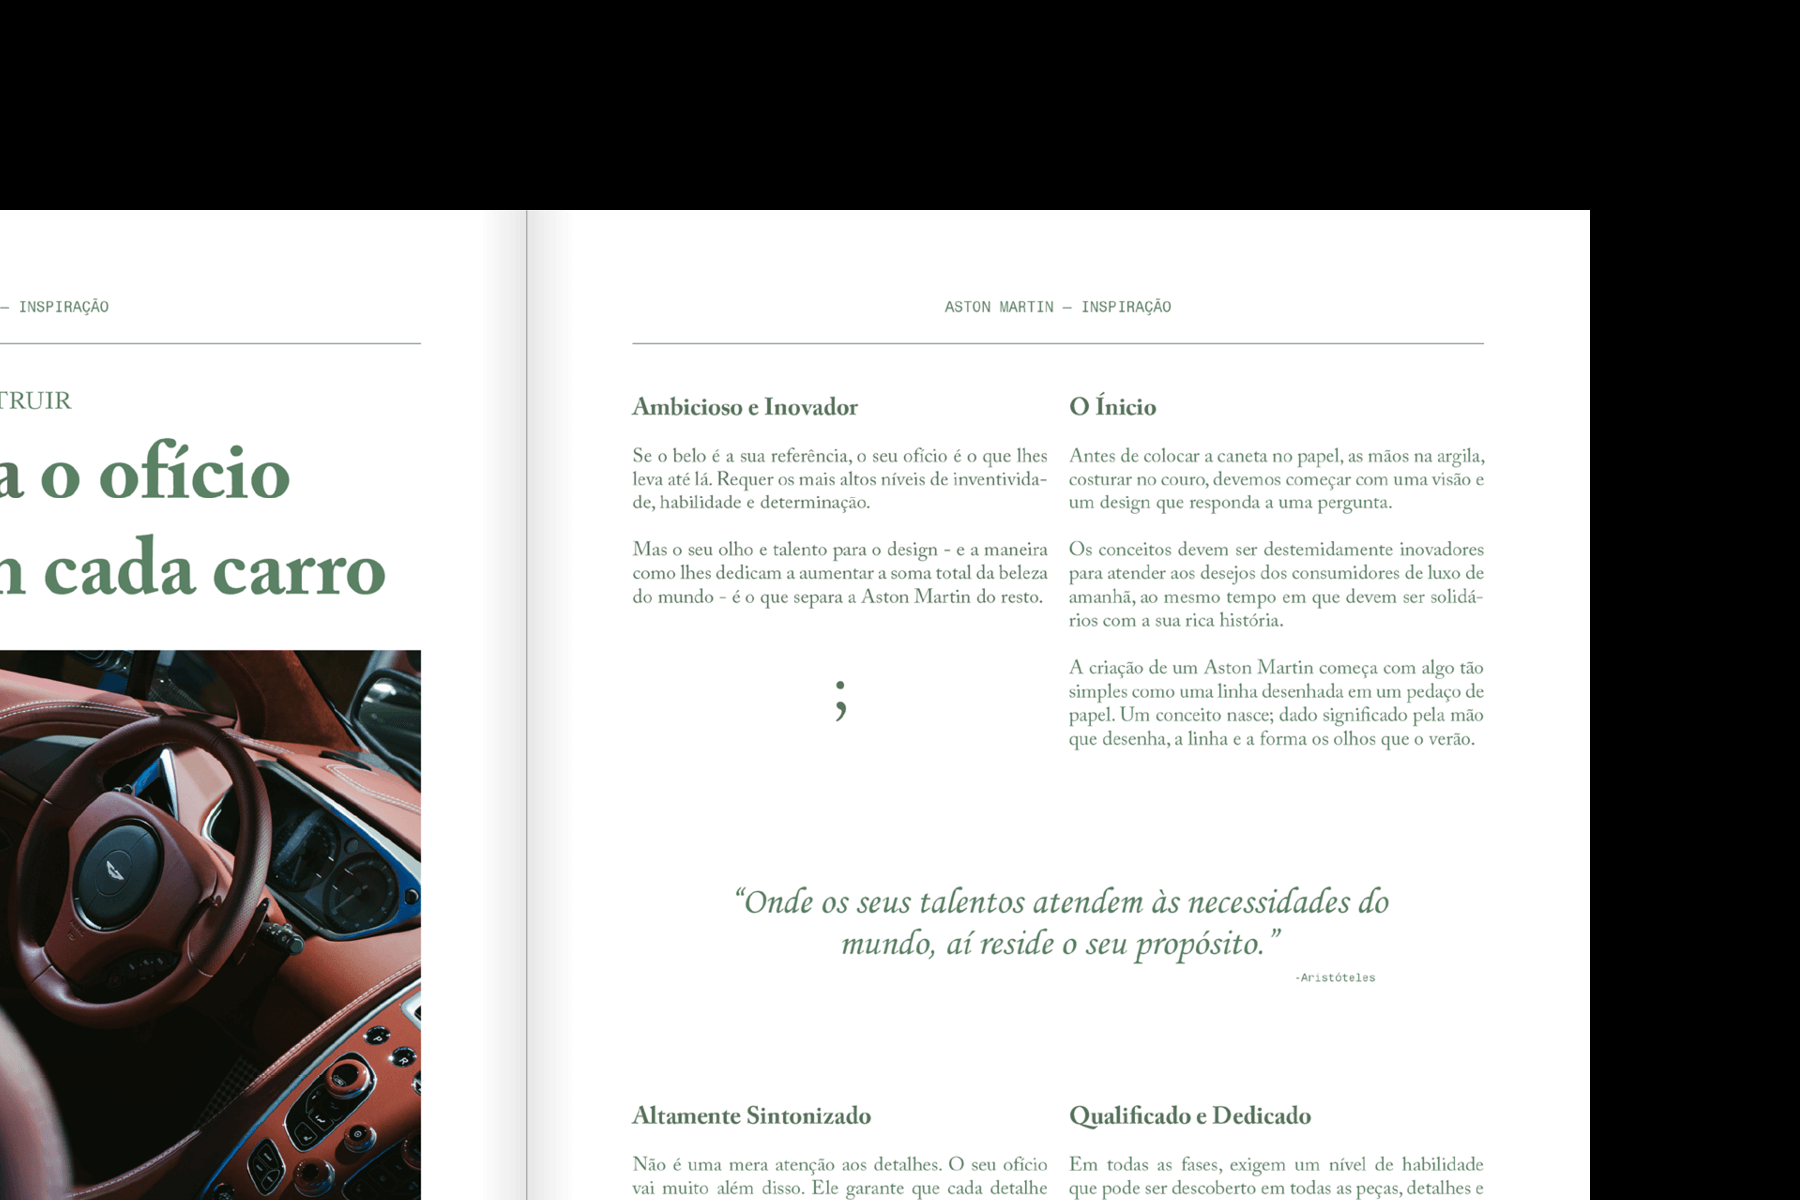 — INSPIRAÇÃO
TRUIR
a o ofício
cada carro
P
R
ASTON MARTIN — INSPIRAÇÃO
Ambicioso e Inovador
Se o belo é a sua referência, o seu ofício é o que lhes
leva até lá. Requer os mais altos níveis de inventivida-
de, habilidade e determinação.
Mas o seu olho e talento para o design - e a maneira
como lhes dedicam a aumentar a soma total da beleza
do mundo - é o que separa a Aston Martin do resto.
;
O Ínicio
Antes de colocar a caneta no papel, as mãos na argila,
costurar no couro, devemos começar com uma visão e
um design que responda a uma pergunta.
Os conceitos devem ser destemidamente inovadores
para atender aos desejos dos consumidores de luxo de
amanhã, ao mesmo tempo em que devem ser solidá-
rios com a sua rica história.
A criação de um Aston Martin começa com algo tão
simples como uma linha desenhada em um pedaço de
papel. Um conceito nasce; dado significado pela mão
que desenha, a linha e a forma os olhos que o verão.
“Onde os seus talentos atendem às necessidades do
mundo, aí reside o seu propósito.”
-Aristóteles
Altamente Sintonizado
Não é uma mera atenção aos detalhes. O seu ofício
vai muito além disso. Ele garante que cada detalhe
Qualificado e Dedicado
Em todas as fases, exigem um nível de habilidade
que pode ser descoberto em todas as peças, detalhes e